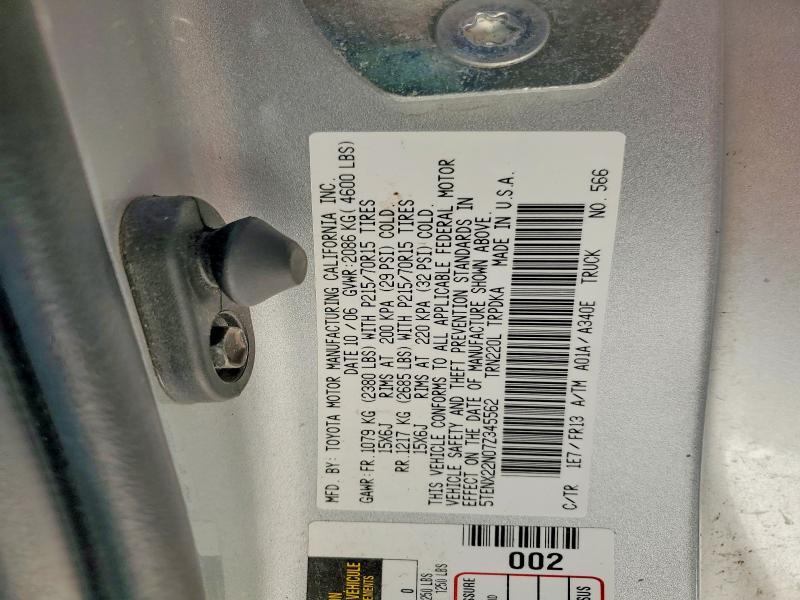 MFD. BY: TOYOTA MOTOR MANUFACTURING CALIFORNIA INC.
DATE 10/06 GVWR: 2086 KG( 4600 LBS)
GAWR: FR. 1079 KG (2380 LBS) WITH P215/70R15 TIRES
15X6J RIMS AT 200 KPA (29 PSI) COLD.
RR. 1217 KG (2685 LBS) WITH P215/70R15 TIRES
15X6J RIMS AT 220 KPA (32 PSI) COLD.
THIS VEHICLE CONFORMS TO ALL APPLICABLE FEDERAL MOTOR
VEHICLE SAFETY AND THEFT PREVENTION STANDARDS IN
EFFECT ON THE DATE OF MANUFACTURE SHOWN ABOVE.
5TENX22N07Z345562 TRN220L TRPDKA MADE IN U.S.A.
C/TR 1E7/FR13 A/TM A01A/A340E TRUCK NO. 566
VEHICULE
0
1250 LBS
002